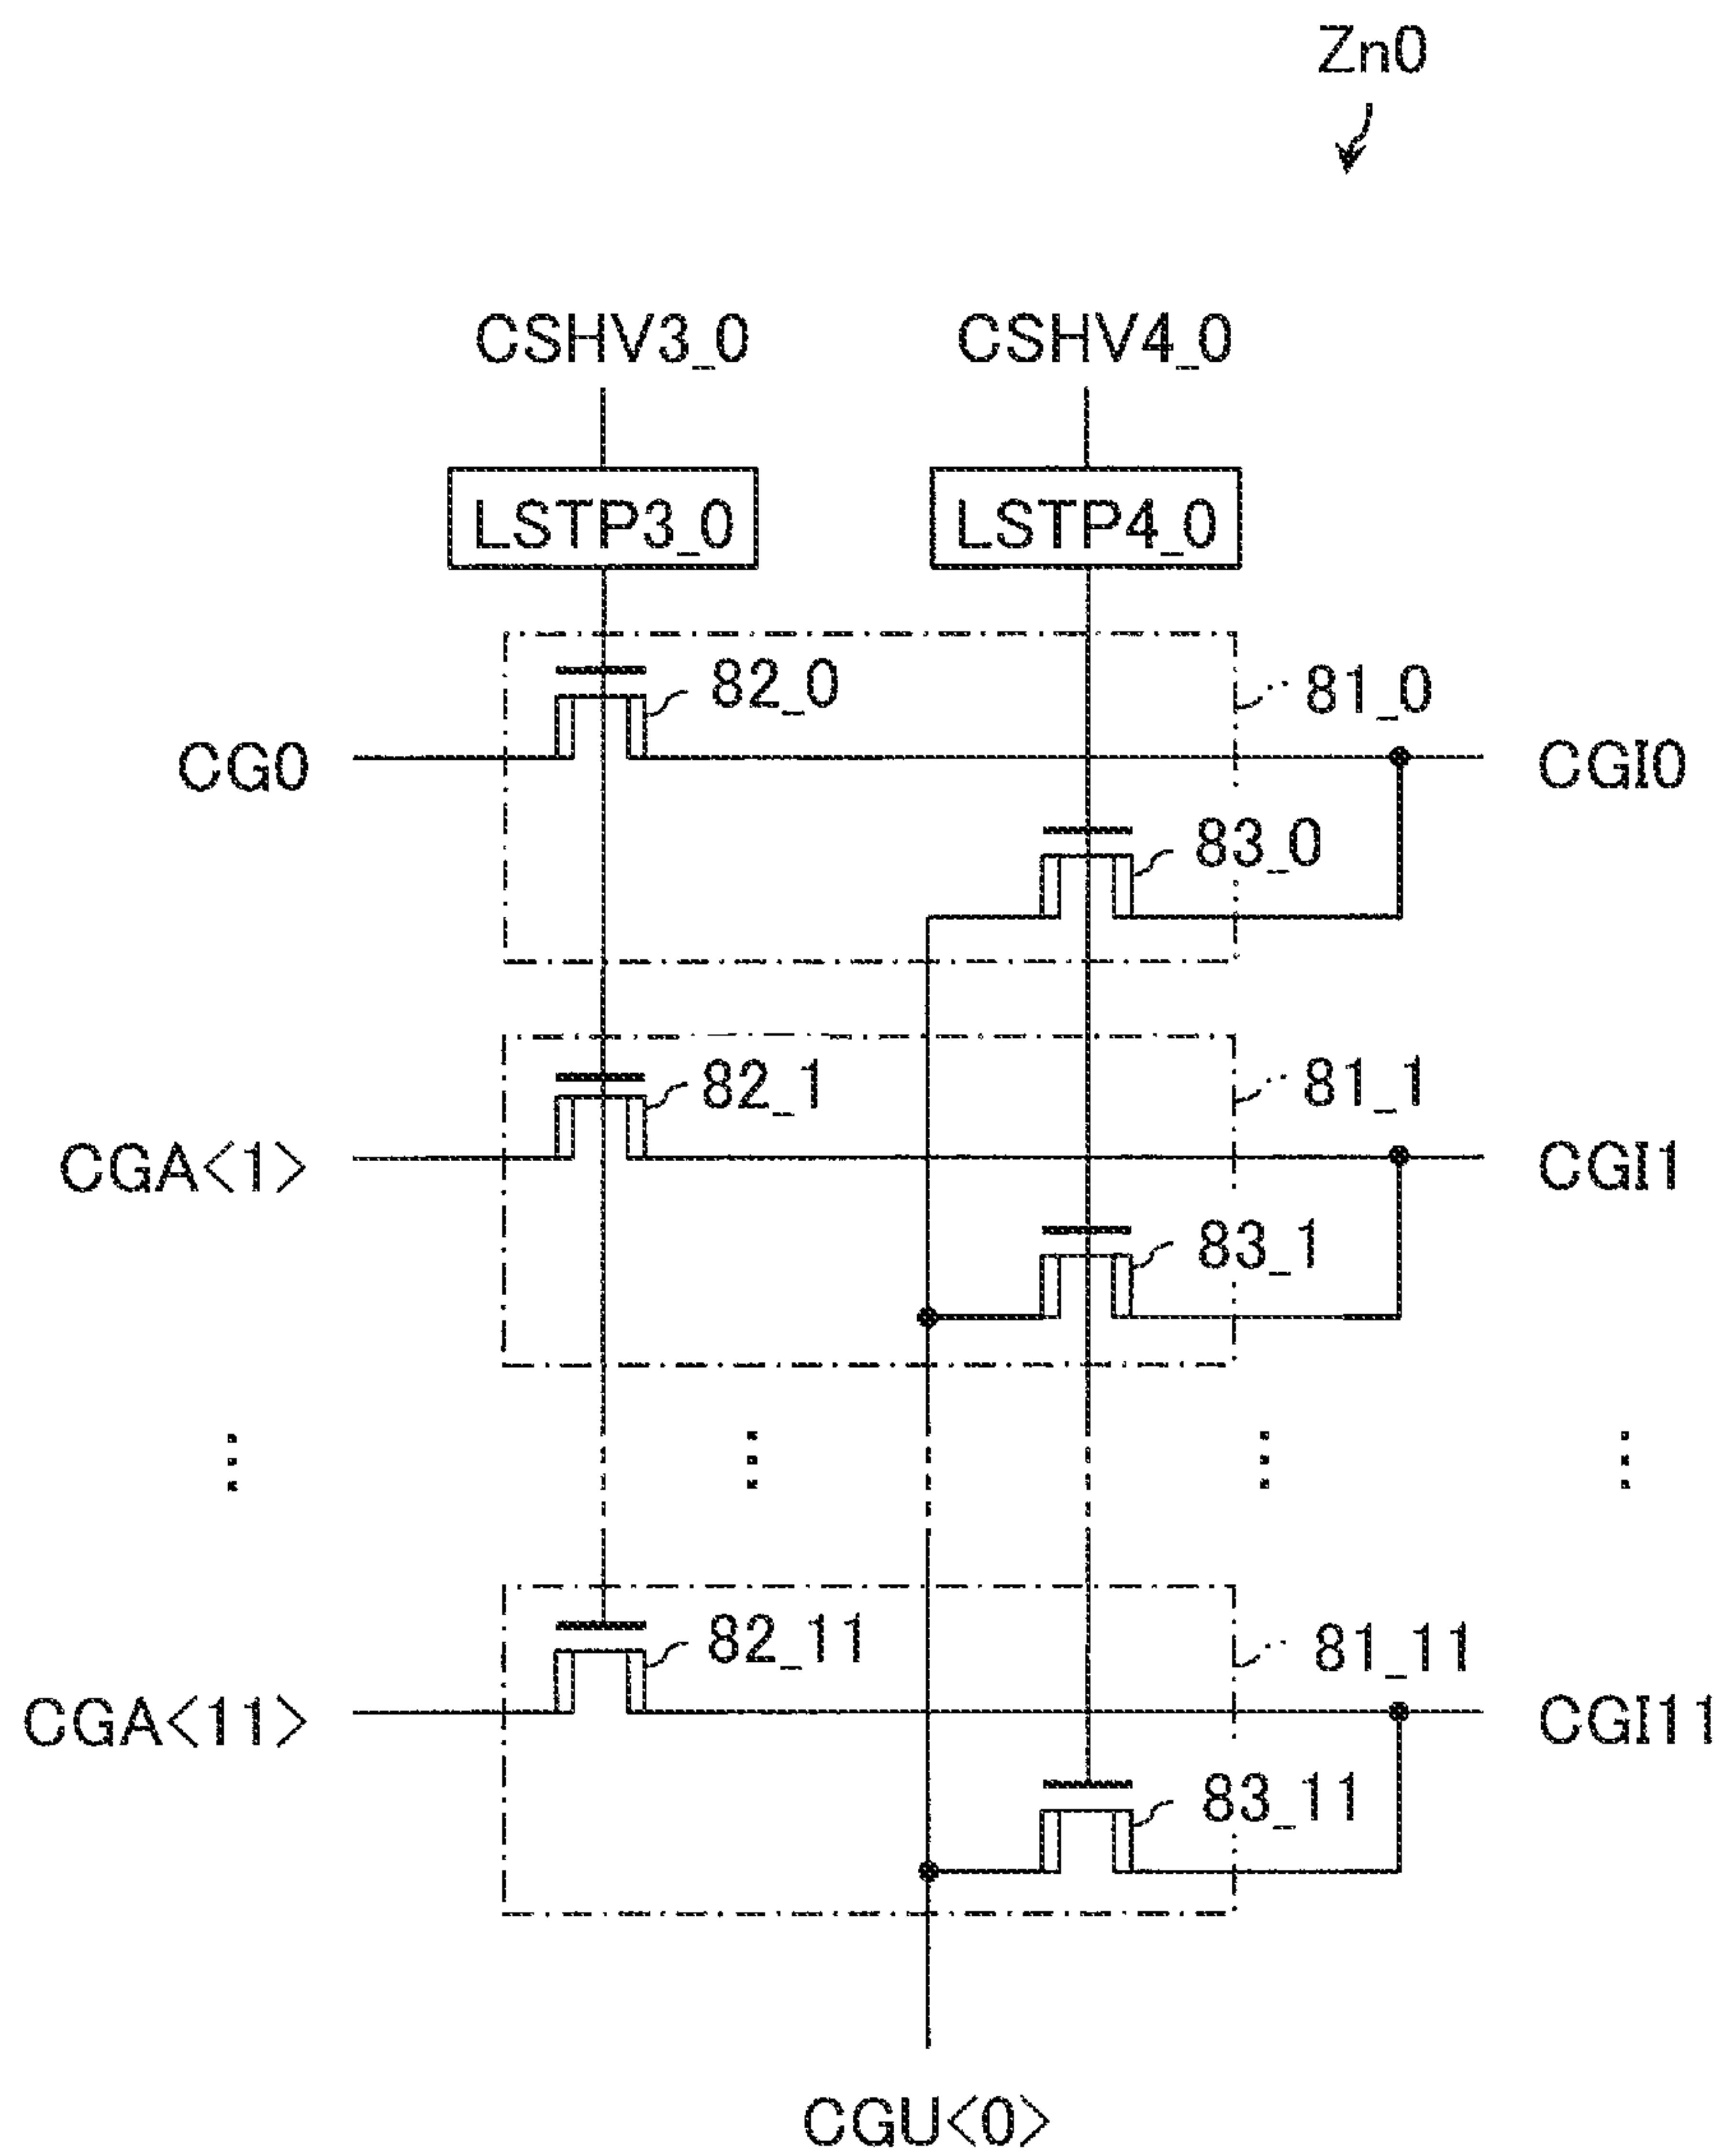 Zn0
CSHV3_0 CSHV4_0
LSTP3_0 LSTP4_0
82_0 81_0
CG0 CGI0
83_0
82_1 81_1
CGA<1> CGI1
83_1
82_11 81_11
CGA<11> CGI11
83_11
CGU<0>